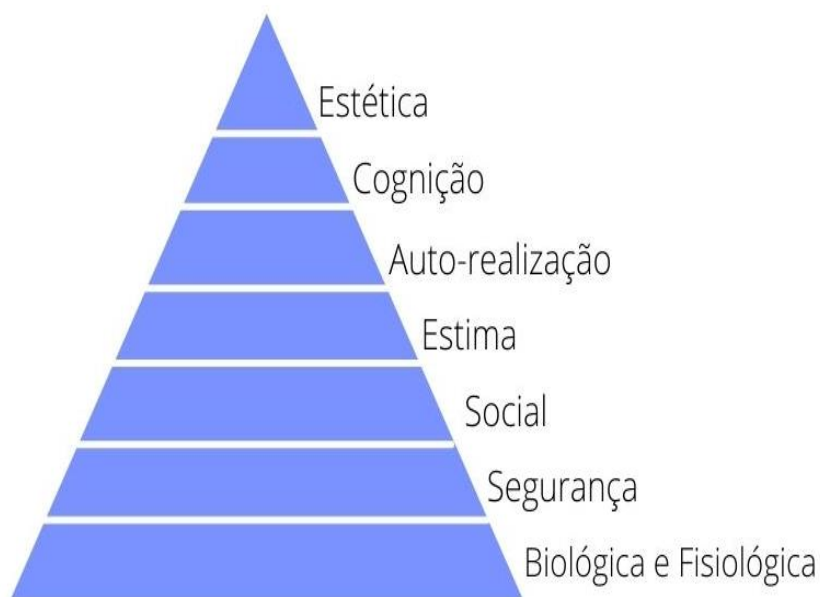 Estética
Cognição
Auto-realização
Estima
Social
Segurança
Biológica e Fisiológica